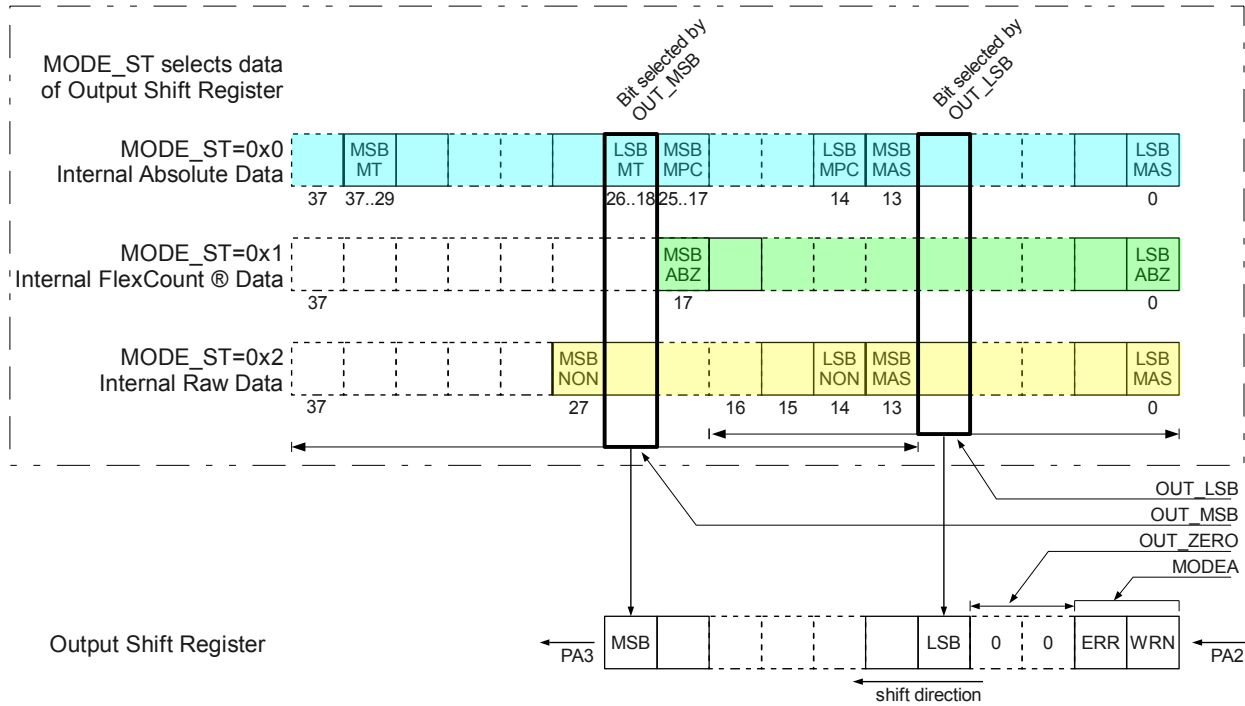 MODE_ST selects data
of Output Shift Register
Bit selected by
OUT_MSB
Bit selected by
OUT_LSB
MODE_ST=0x0
Internal Absolute Data
MSB MT
LSB MT
MSB MPC
LSB MPC
MSB MAS
LSB MAS
37 37..29 26..18 25..17 14 13 0
MODE_ST=0x1
Internal FlexCount ® Data
MSB ABZ
LSB ABZ
37 17 0
MODE_ST=0x2
Internal Raw Data
MSB NON
LSB NON
MSB MAS
LSB MAS
37 27 16 15 14 13 0
OUT_LSB
OUT_MSB
OUT_ZERO
MODEA
Output Shift Register
PA3
MSB LSB 0 0 ERR WRN
PA2
shift direction